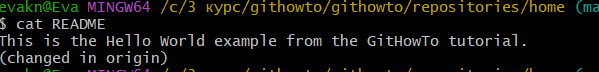 evakn@Eva MINGW64 /c/3 курс/githowto/githowto/repositories/home (ma
$ cat README
This is the Hello World example from the GitHowTo tutorial.
(changed in origin)